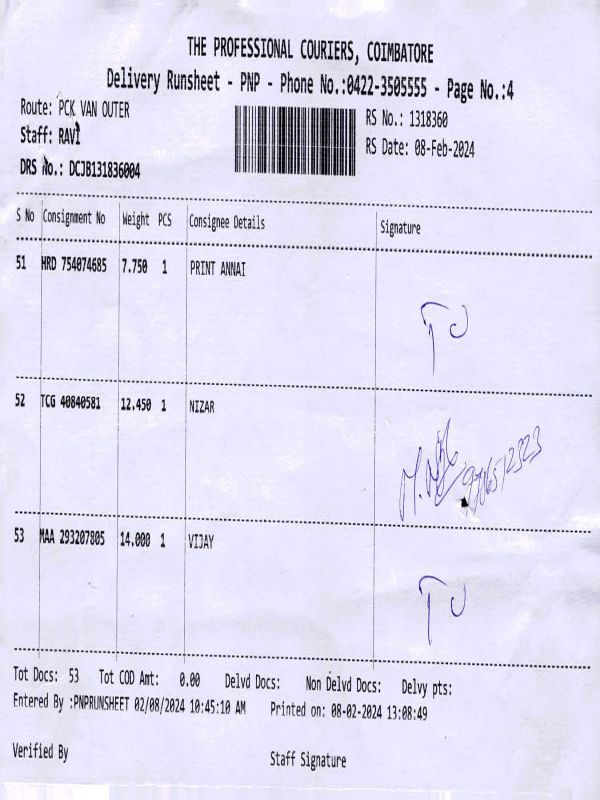 THE PROFESSIONAL COURIERS, COIMBATORE
Delivery Runsheet - PNP - Phone No.:0422-3505555 - Page No.:4
Route: PCK VAN OUTER
RS No.: 1318360
Staff: RAVI
RS Date: 08-Feb-2024
DRS No.: DCJB131836004
S No Consignment No Weight PCS Consignee Details Signature
51 HRD 754074685 7.750 1 PRINT ANNAI
TU
52 TCG 40840581 12.450 1 NIZAR
53 MAA 293207805 14.000 1 VIJAY
TU
Tot Docs: 53 Tot COD Amt: 0.00 Delvd Docs: Non Delvd Docs: Delvy pts:
Entered By :PNPRUNSHEET 02/08/2024 10:45:10 AM Printed on: 08-02-2024 13:08:49
Verified By Staff Signature